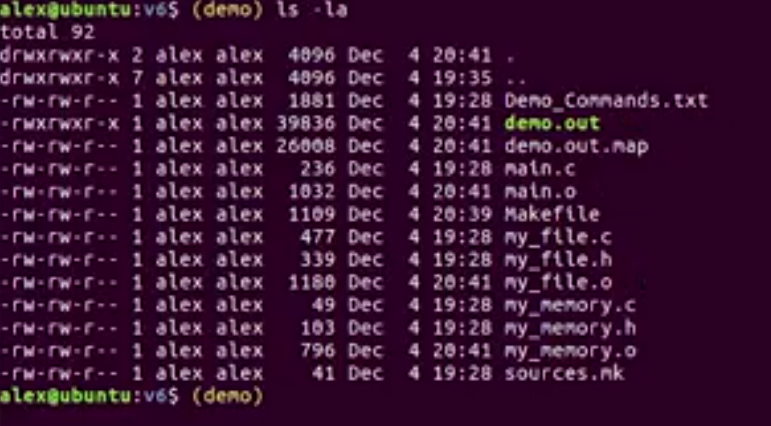 alex@ubuntu:v6$ (demo) ls -la
total 92
drwxrwxr-x 2 alex alex  4096 Dec  4 20:41 .
drwxrwxr-x 7 alex alex  4096 Dec  4 19:35 ..
-rw-rw-r-- 1 alex alex  1881 Dec  4 19:28 Demo_Commands.txt
-rwxrwxr-x 1 alex alex 39836 Dec  4 20:41 demo.out
-rw-rw-r-- 1 alex alex 26008 Dec  4 20:41 demo.out.map
-rw-rw-r-- 1 alex alex   236 Dec  4 19:28 main.c
-rw-rw-r-- 1 alex alex  1032 Dec  4 20:41 main.o
-rw-rw-r-- 1 alex alex  1109 Dec  4 20:39 Makefile
-rw-rw-r-- 1 alex alex   477 Dec  4 19:28 my_file.c
-rw-rw-r-- 1 alex alex   339 Dec  4 19:28 my_file.h
-rw-rw-r-- 1 alex alex  1180 Dec  4 20:41 my_file.o
-rw-rw-r-- 1 alex alex    49 Dec  4 19:28 my_memory.c
-rw-rw-r-- 1 alex alex   103 Dec  4 19:28 my_memory.h
-rw-rw-r-- 1 alex alex   796 Dec  4 20:41 my_memory.o
-rw-rw-r-- 1 alex alex    41 Dec  4 19:28 sources.mk
alex@ubuntu:v6$ (demo)